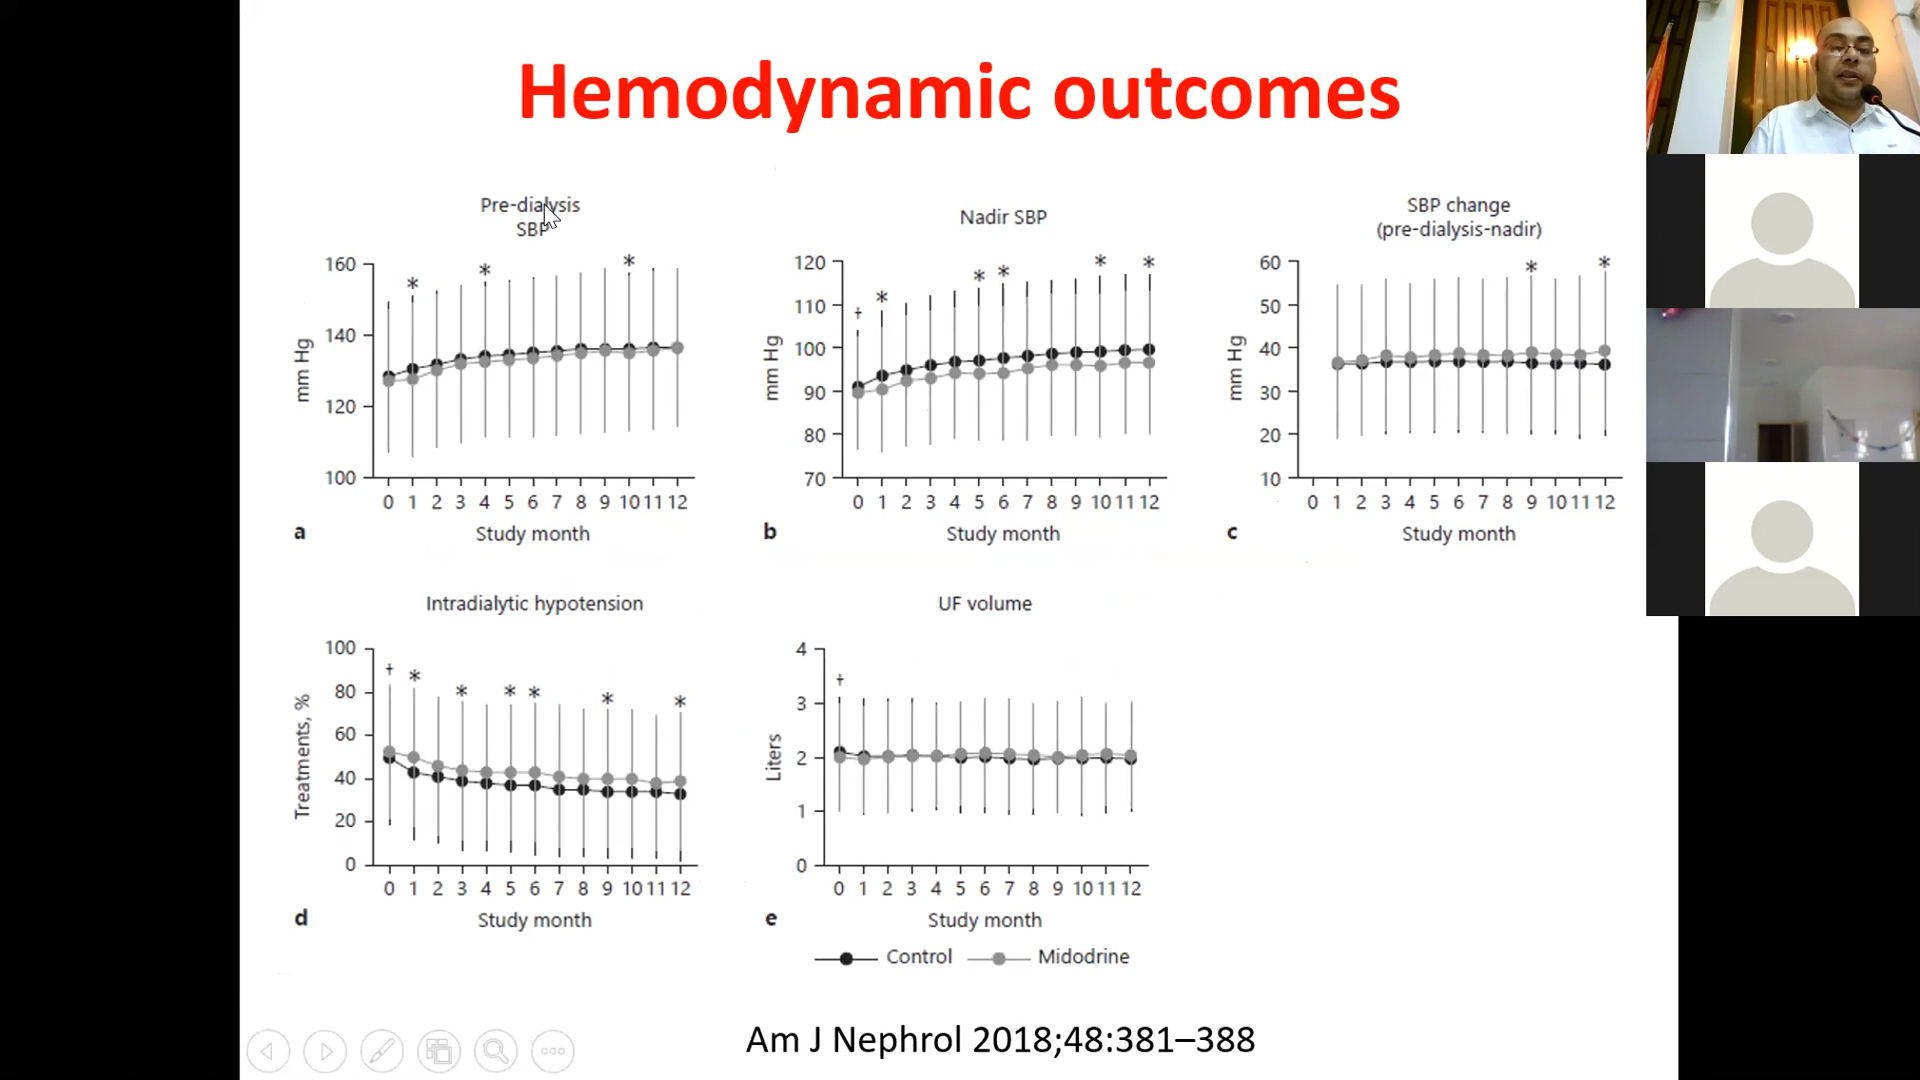 Hemodynamic outcomes
Pre-dialysis
SBP
160
140
120
100
mm Hg
* * *
0 1 2 3 4 5 6 7 8 9 10 11 12
a
Study month
Nadir SBP
120
110
100
90
80
70
mm Hg
† * * * * *
0 1 2 3 4 5 6 7 8 9 10 11 12
b
Study month
SBP change
(pre-dialysis-nadir)
60
50
40
30
20
10
mm Hg
* *
0 1 2 3 4 5 6 7 8 9 10 11 12
c
Study month
Intradialytic hypotension
100
80
60
40
20
0
Treatments, %
† * * * * * *
0 1 2 3 4 5 6 7 8 9 10 11 12
d
Study month
UF volume
4
3
2
1
0
Liters
†
0 1 2 3 4 5 6 7 8 9 10 11 12
e
Study month
Control Midodrine
Am J Nephrol 2018;48:381–388